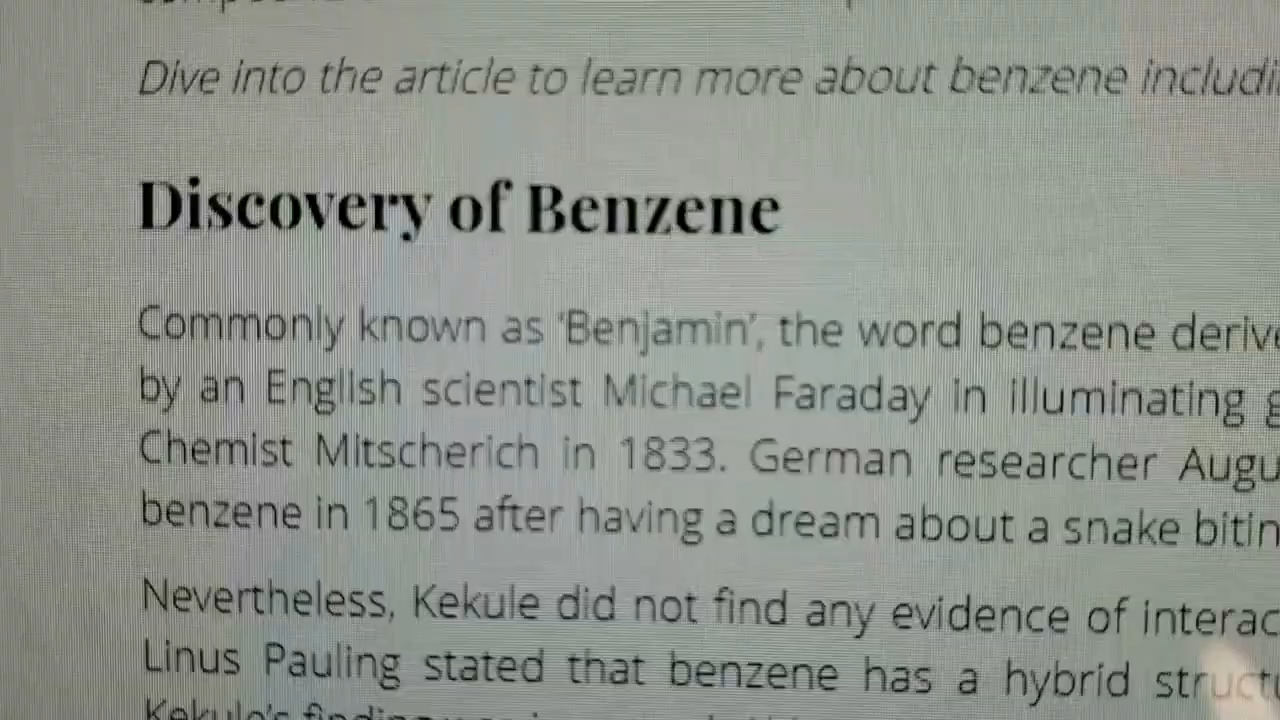 Dive into the article to learn more about benzene includi
Discovery of Benzene
Commonly known as ‘Benjamin’, the word benzene derive
by an English scientist Michael Faraday in illuminating g
Chemist Mitscherich in 1833. German researcher Augu
benzene in 1865 after having a dream about a snake bitin
Nevertheless, Kekule did not find any evidence of interac
Linus Pauling stated that benzene has a hybrid structu